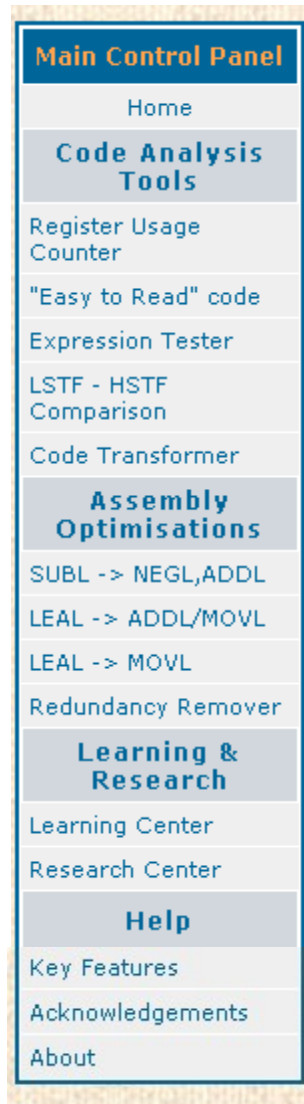 Main Control Panel
Home
Code Analysis
Tools
Register Usage
Counter
"Easy to Read" code
Expression Tester
LSTF - HSTF
Comparison
Code Transformer
Assembly
Optimisations
SUBL -> NEGL,ADDL
LEAL -> ADDL/MOVL
LEAL -> MOVL
Redundancy Remover
Learning &
Research
Learning Center
Research Center
Help
Key Features
Acknowledgements
About